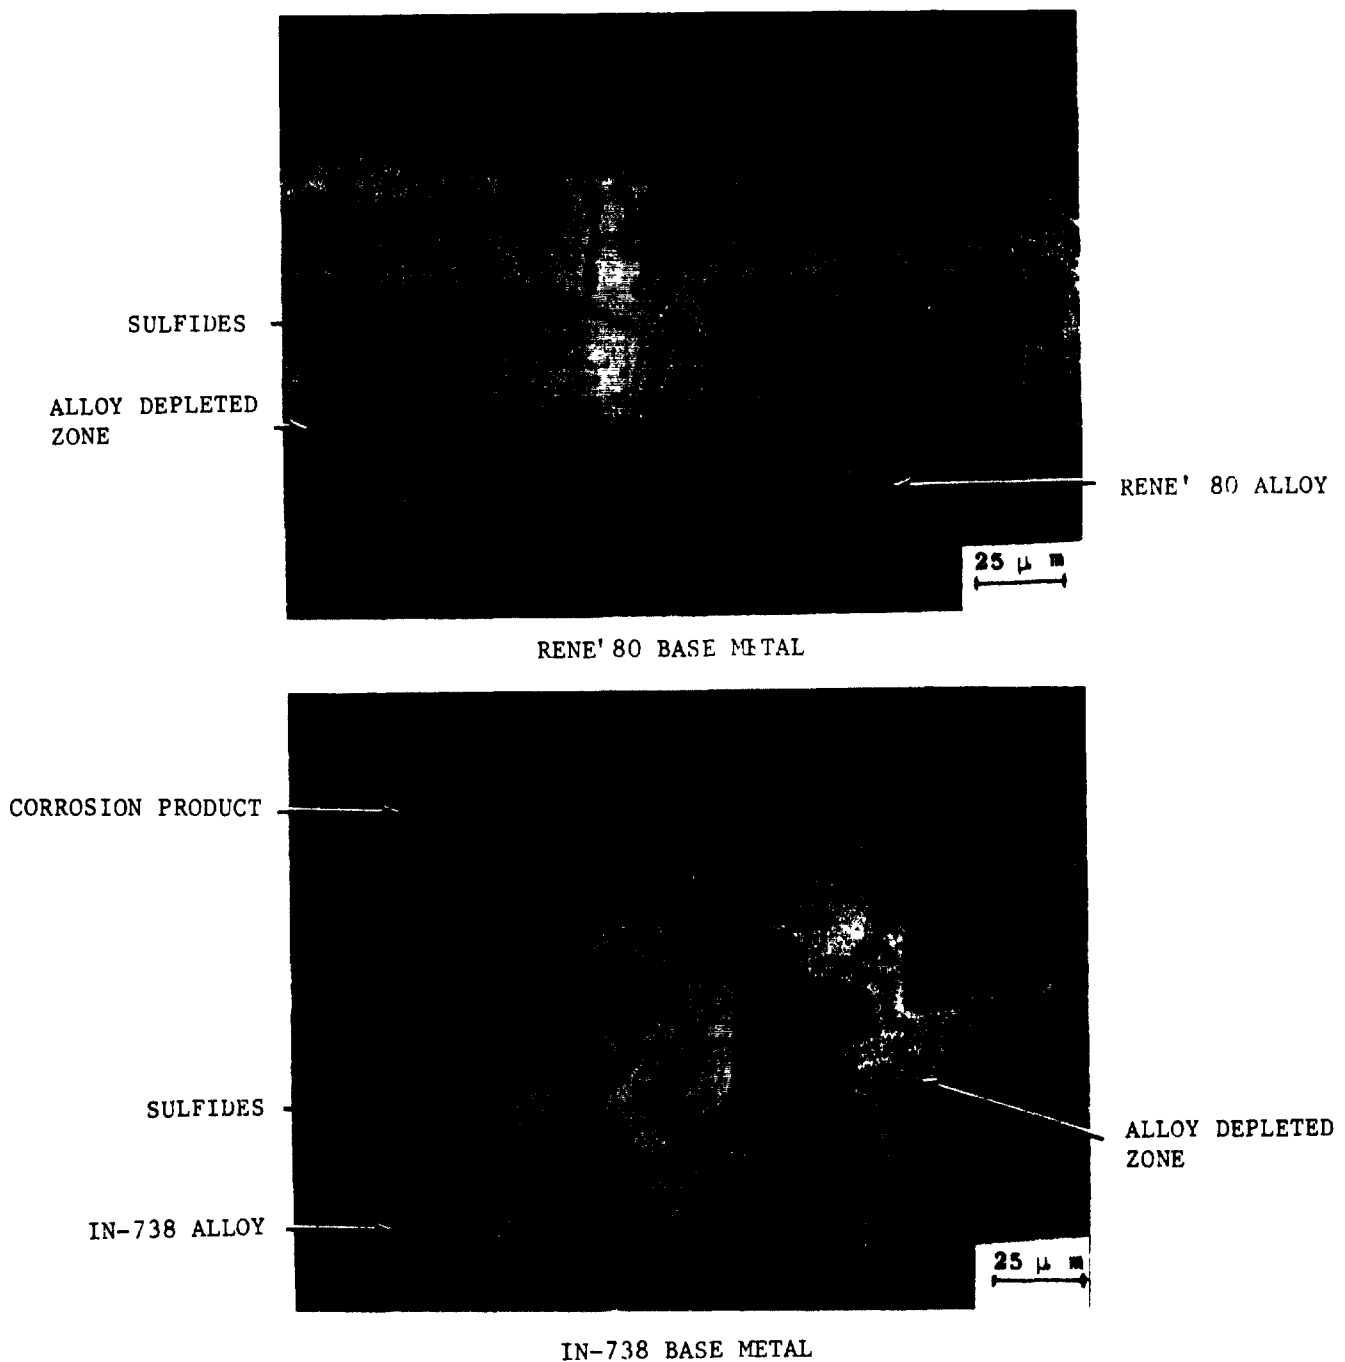 SULFIDES
ALLOY DEPLETED
ZONE
RENE' 80 ALLOY
25 μ m
RENE' 80 BASE METAL
CORROSION PRODUCT
SULFIDES
ALLOY DEPLETED
ZONE
IN-738 ALLOY
25 μ m
IN-738 BASE METAL